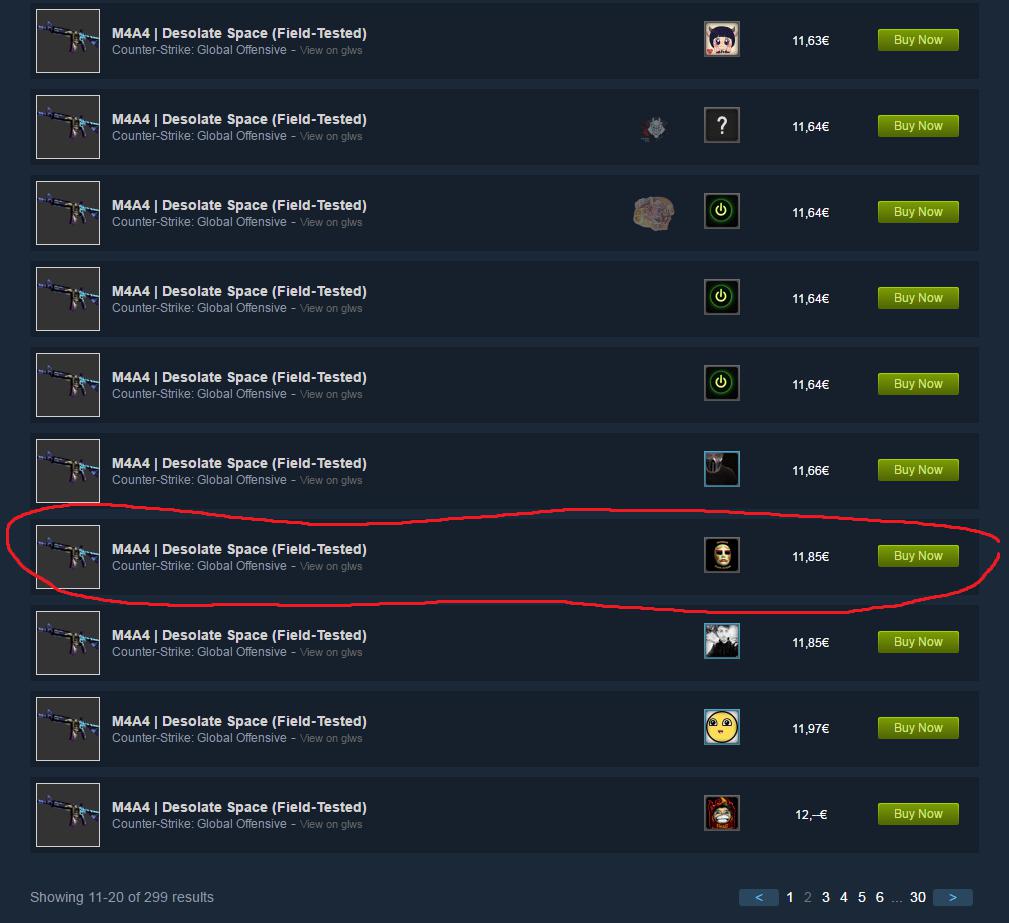 M4A4 | Desolate Space (Field-Tested)
Counter-Strike: Global Offensive - View on glws
11,63€
Buy Now
M4A4 | Desolate Space (Field-Tested)
Counter-Strike: Global Offensive - View on glws
?
11,64€
Buy Now
M4A4 | Desolate Space (Field-Tested)
Counter-Strike: Global Offensive - View on glws
11,64€
Buy Now
M4A4 | Desolate Space (Field-Tested)
Counter-Strike: Global Offensive - View on glws
11,64€
Buy Now
M4A4 | Desolate Space (Field-Tested)
Counter-Strike: Global Offensive - View on glws
11,64€
Buy Now
M4A4 | Desolate Space (Field-Tested)
Counter-Strike: Global Offensive - View on glws
11,66€
Buy Now
M4A4 | Desolate Space (Field-Tested)
Counter-Strike: Global Offensive - View on glws
11,85€
Buy Now
M4A4 | Desolate Space (Field-Tested)
Counter-Strike: Global Offensive - View on glws
11,85€
Buy Now
M4A4 | Desolate Space (Field-Tested)
Counter-Strike: Global Offensive - View on glws
11,97€
Buy Now
M4A4 | Desolate Space (Field-Tested)
Counter-Strike: Global Offensive - View on glws
12,--€
Buy Now
Showing 11-20 of 299 results
< 1 2 3 4 5 6 ... 30 >